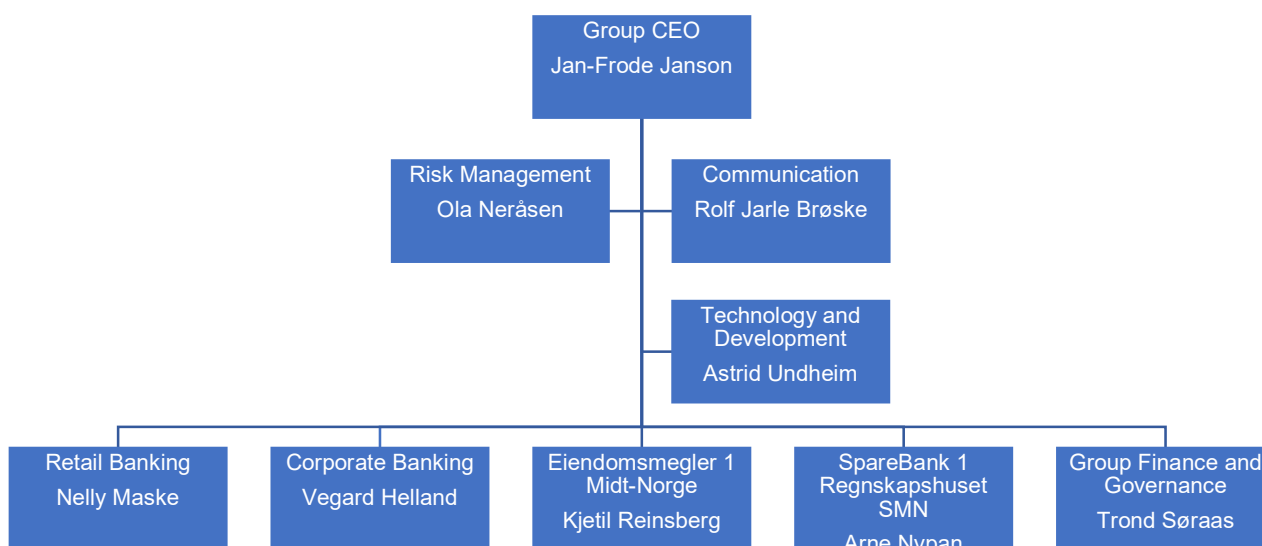 Group CEO
Jan-Frode Janson
Risk Management
Ola Neråsen
Communication
Rolf Jarle Brøske
Technology and
Development
Astrid Undheim
Retail Banking
Nelly Maske
Corporate Banking
Vegard Helland
Eiendomsmegler 1
Midt-Norge
Kjetil Reinsberg
SpareBank 1
Regnskapshuset
SMN
Arne Nypan
Group Finance and
Governance
Trond Søraas